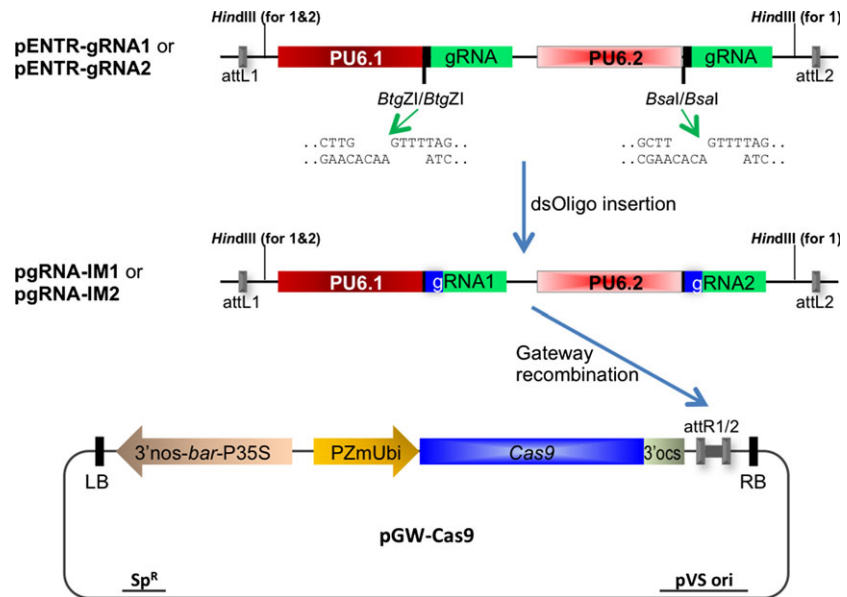 HindIII (for 1&2)
HindIII (for 1)
pENTR-gRNA1 or
pENTR-gRNA2
PU6.1
gRNA
PU6.2
gRNA
attL1
attL2
BtgZI/BtgZI
BsaI/BsaI
..CTTG GTTTTAG..
..GAACACAA ATC..
..GCTT GTTTTAG..
..CGAACACA ATC..
dsOligo insertion
HindIII (for 1&2)
HindIII (for 1)
pgRNA-IM1 or
pgRNA-IM2
PU6.1
gRNA1
PU6.2
gRNA2
attL1
attL2
Gateway
recombination
attR1/2
3'nos-bar-P35S
PZmUbi
Cas9
3'ocs
LB
RB
pGW-Cas9
Sp^R
pVS ori